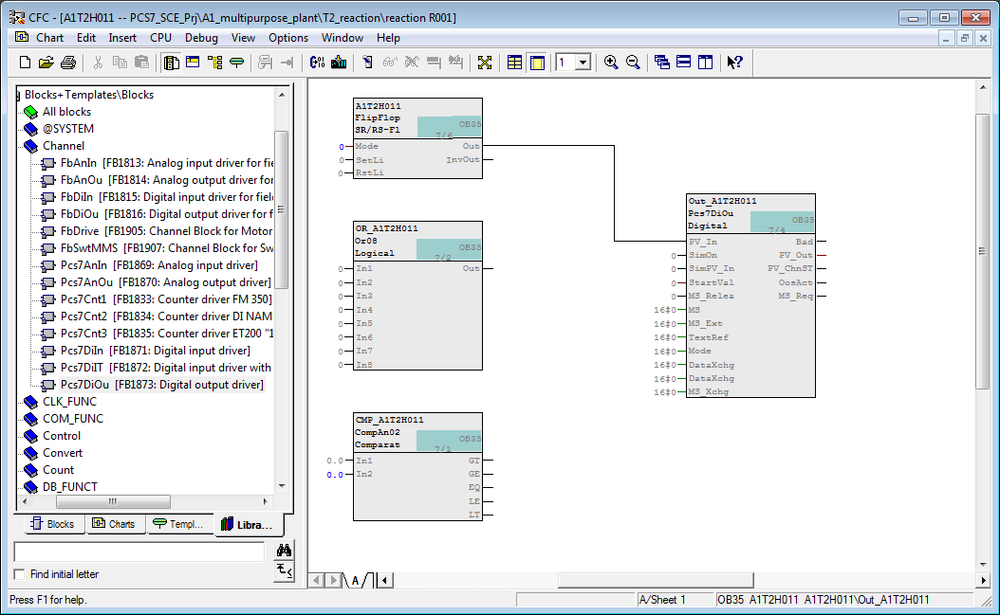 CFC - [A1T2H011 -- PCS7_SCE_Prj\A1_multipurpose_plant\T2_reaction\reaction R001]
Chart Edit Insert CPU Debug View Options Window Help
1
Blocks+Templates\Blocks
All blocks
@SYSTEM
Channel
FbAnIn [FB1813: Analog input driver for fie
FbAnOu [FB1814: Analog output driver for
FbDiIn [FB1815: Digital input driver for field
FbDiOu [FB1816: Digital output driver for f
FbDrive [FB1905: Channel Block for Motor
FbSwtMMS [FB1907: Channel Block for Sw
Pcs7AnIn [FB1869: Analog input driver]
Pcs7AnOu [FB1870: Analog output driver]
Pcs7Cnt1 [FB1833: Counter driver FM 350]
Pcs7Cnt2 [FB1834: Counter driver DI NAM
Pcs7Cnt3 [FB1835: Counter driver ET200 "1
Pcs7DiIn [FB1871: Digital input driver]
Pcs7DiIT [FB1872: Digital input driver with
Pcs7DiOu [FB1873: Digital output driver]
CLK_FUNC
COM_FUNC
Control
Convert
Count
DB_FUNCT
Blocks Charts Templ... Libra...
Find initial letter
A1T2H011
FlipFlop
OB35
SR/RS-Fl
7/6
0 Mode Out
0 SetLi InvOut
0 RstLi
OR_A1T2H011
Or08
OB35
Logical
7/2
0 In1 Out
0 In2
0 In3
0 In4
0 In5
0 In6
0 In7
0 In8
CMP_A1T2H011
CompAn02
OB35
Comparat
7/1
0.0 In1 GT
0.0 In2 GE
EQ
LE
LT
Out_A1T2H011
Pcs7DiOu
OB35
Digital
7/4
PV_In Bad
0 SimOn PV_Out
0 SimPV_In PV_ChnST
0 StartVal OosAct
0 MS_Relea MS_Req
16#0 MS
16#0 MS_Ext
16#0 TextRef
16#0 Mode
16#0 DataXchg
16#0 DataXchg
16#0 MS_Xchg
A
Press F1 for help.
A/Sheet 1
OB35 A1T2H011 A1T2H011\Out_A1T2H011